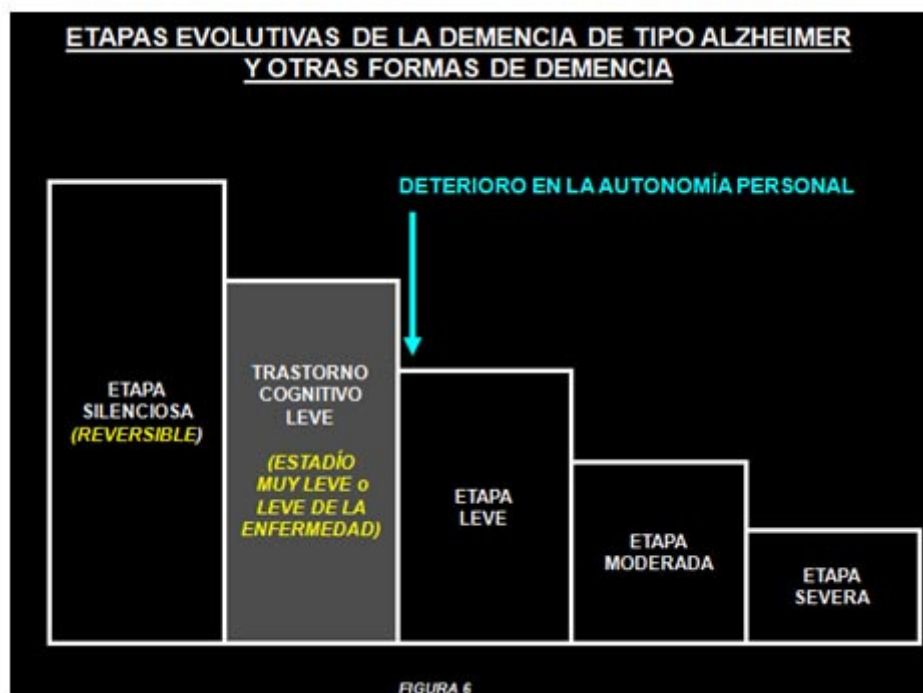 ETAPAS EVOLUTIVAS DE LA DEMENCIA DE TIPO ALZHEIMER
Y OTRAS FORMAS DE DEMENCIA
DETERIORO EN LA AUTONOMÍA PERSONAL
ETAPA
SILENCIOSA
(REVERSIBLE)
TRASTORNO
COGNITIVO
LEVE
(ESTADÍO
MUY LEVE o
LEVE DE LA
ENFERMEDAD)
ETAPA
LEVE
ETAPA
MODERADA
ETAPA
SEVERA
FIGURA 6